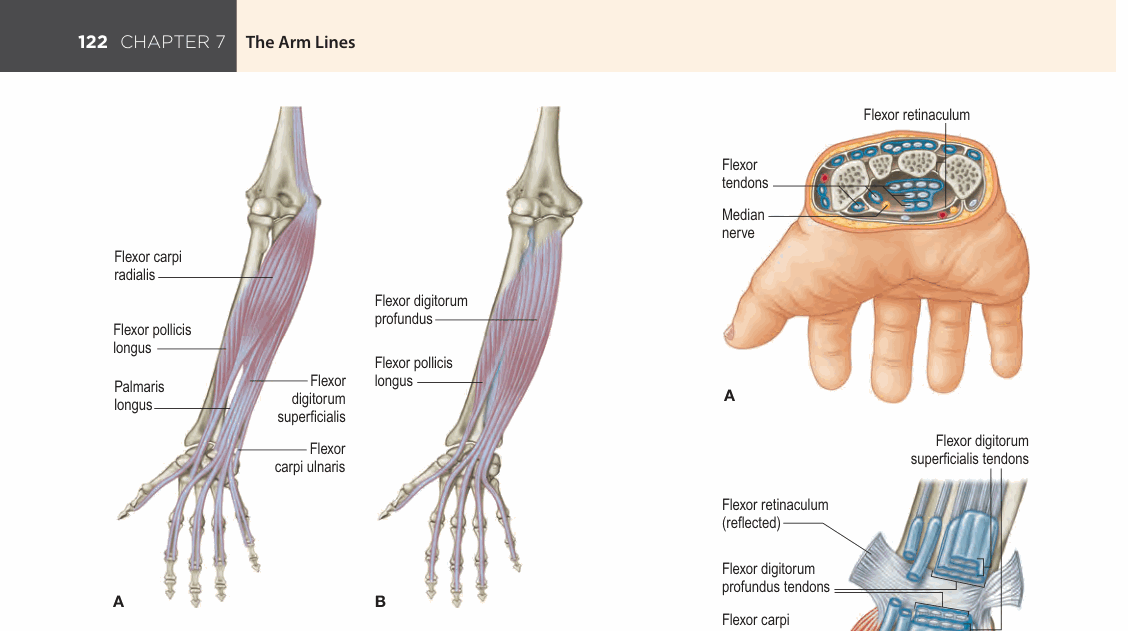 122 CHAPTER 7 The Arm Lines
Flexor carpi
radialis
Flexor pollicis
longus
Palmaris
longus
Flexor
digitorum
superficialis
Flexor
carpi ulnaris
A
Flexor digitorum
profundus
Flexor pollicis
longus
B
Flexor retinaculum
Flexor
tendons
Median
nerve
A
Flexor digitorum
superficialis tendons
Flexor retinaculum
(reflected)
Flexor digitorum
profundus tendons
Flexor carpi